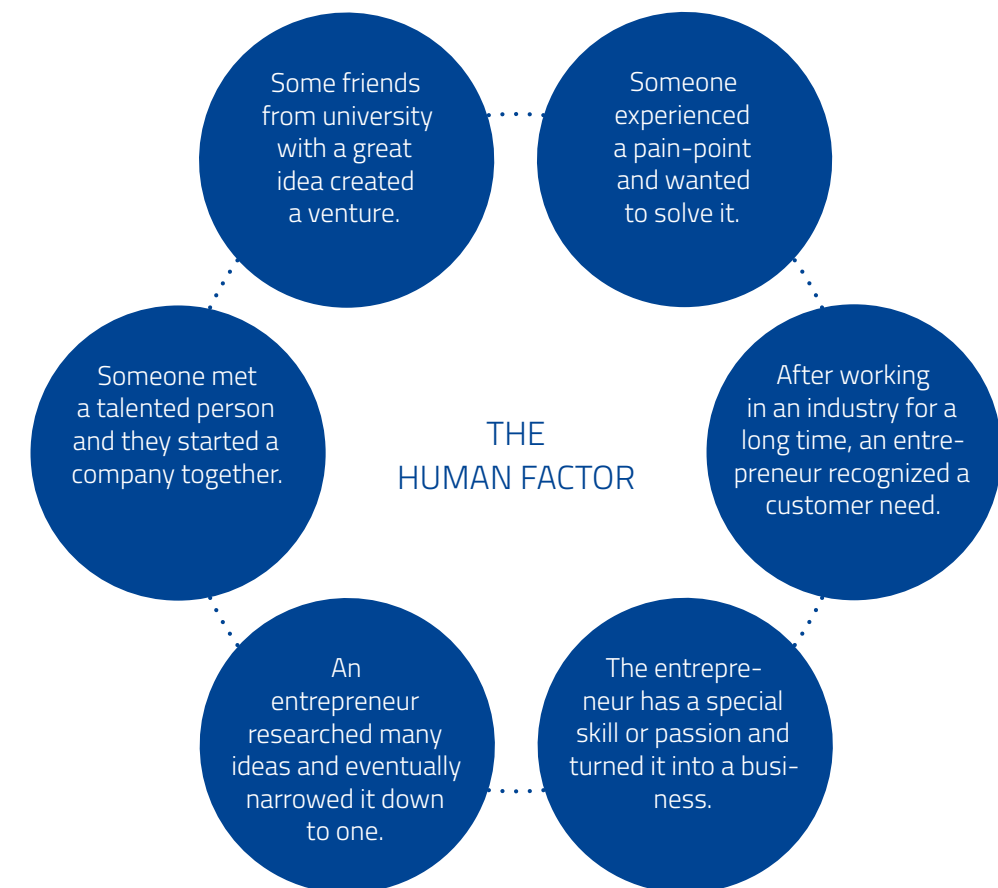 Some friends
from university
with a great
idea created
a venture.
Someone
experienced
a pain-point
and wanted
to solve it.
Someone met
a talented person
and they started a
company together.
THE
HUMAN FACTOR
After working
in an industry for a
long time, an entre-
preneur recognized a
customer need.
An
entrepreneur
researched many
ideas and eventually
narrowed it down
to one.
The entrepre-
neur has a special
skill or passion and
turned it into a busi-
ness.